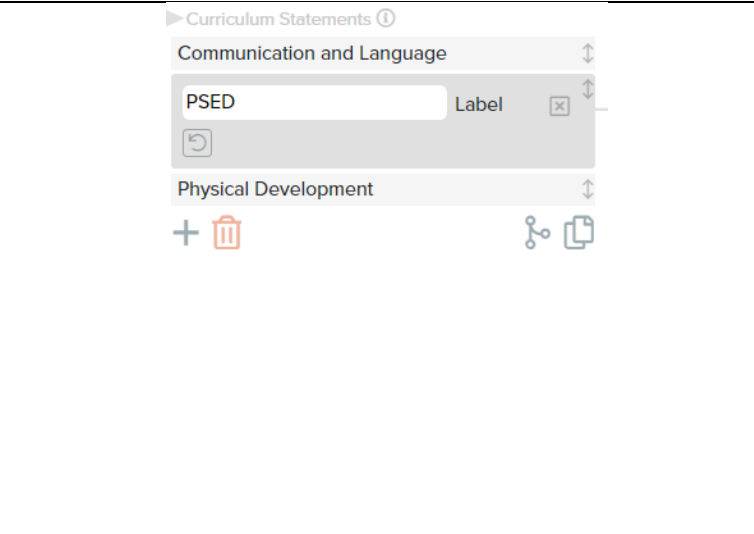 Curriculum Statements
Communication and Language
PSED Label
Physical Development